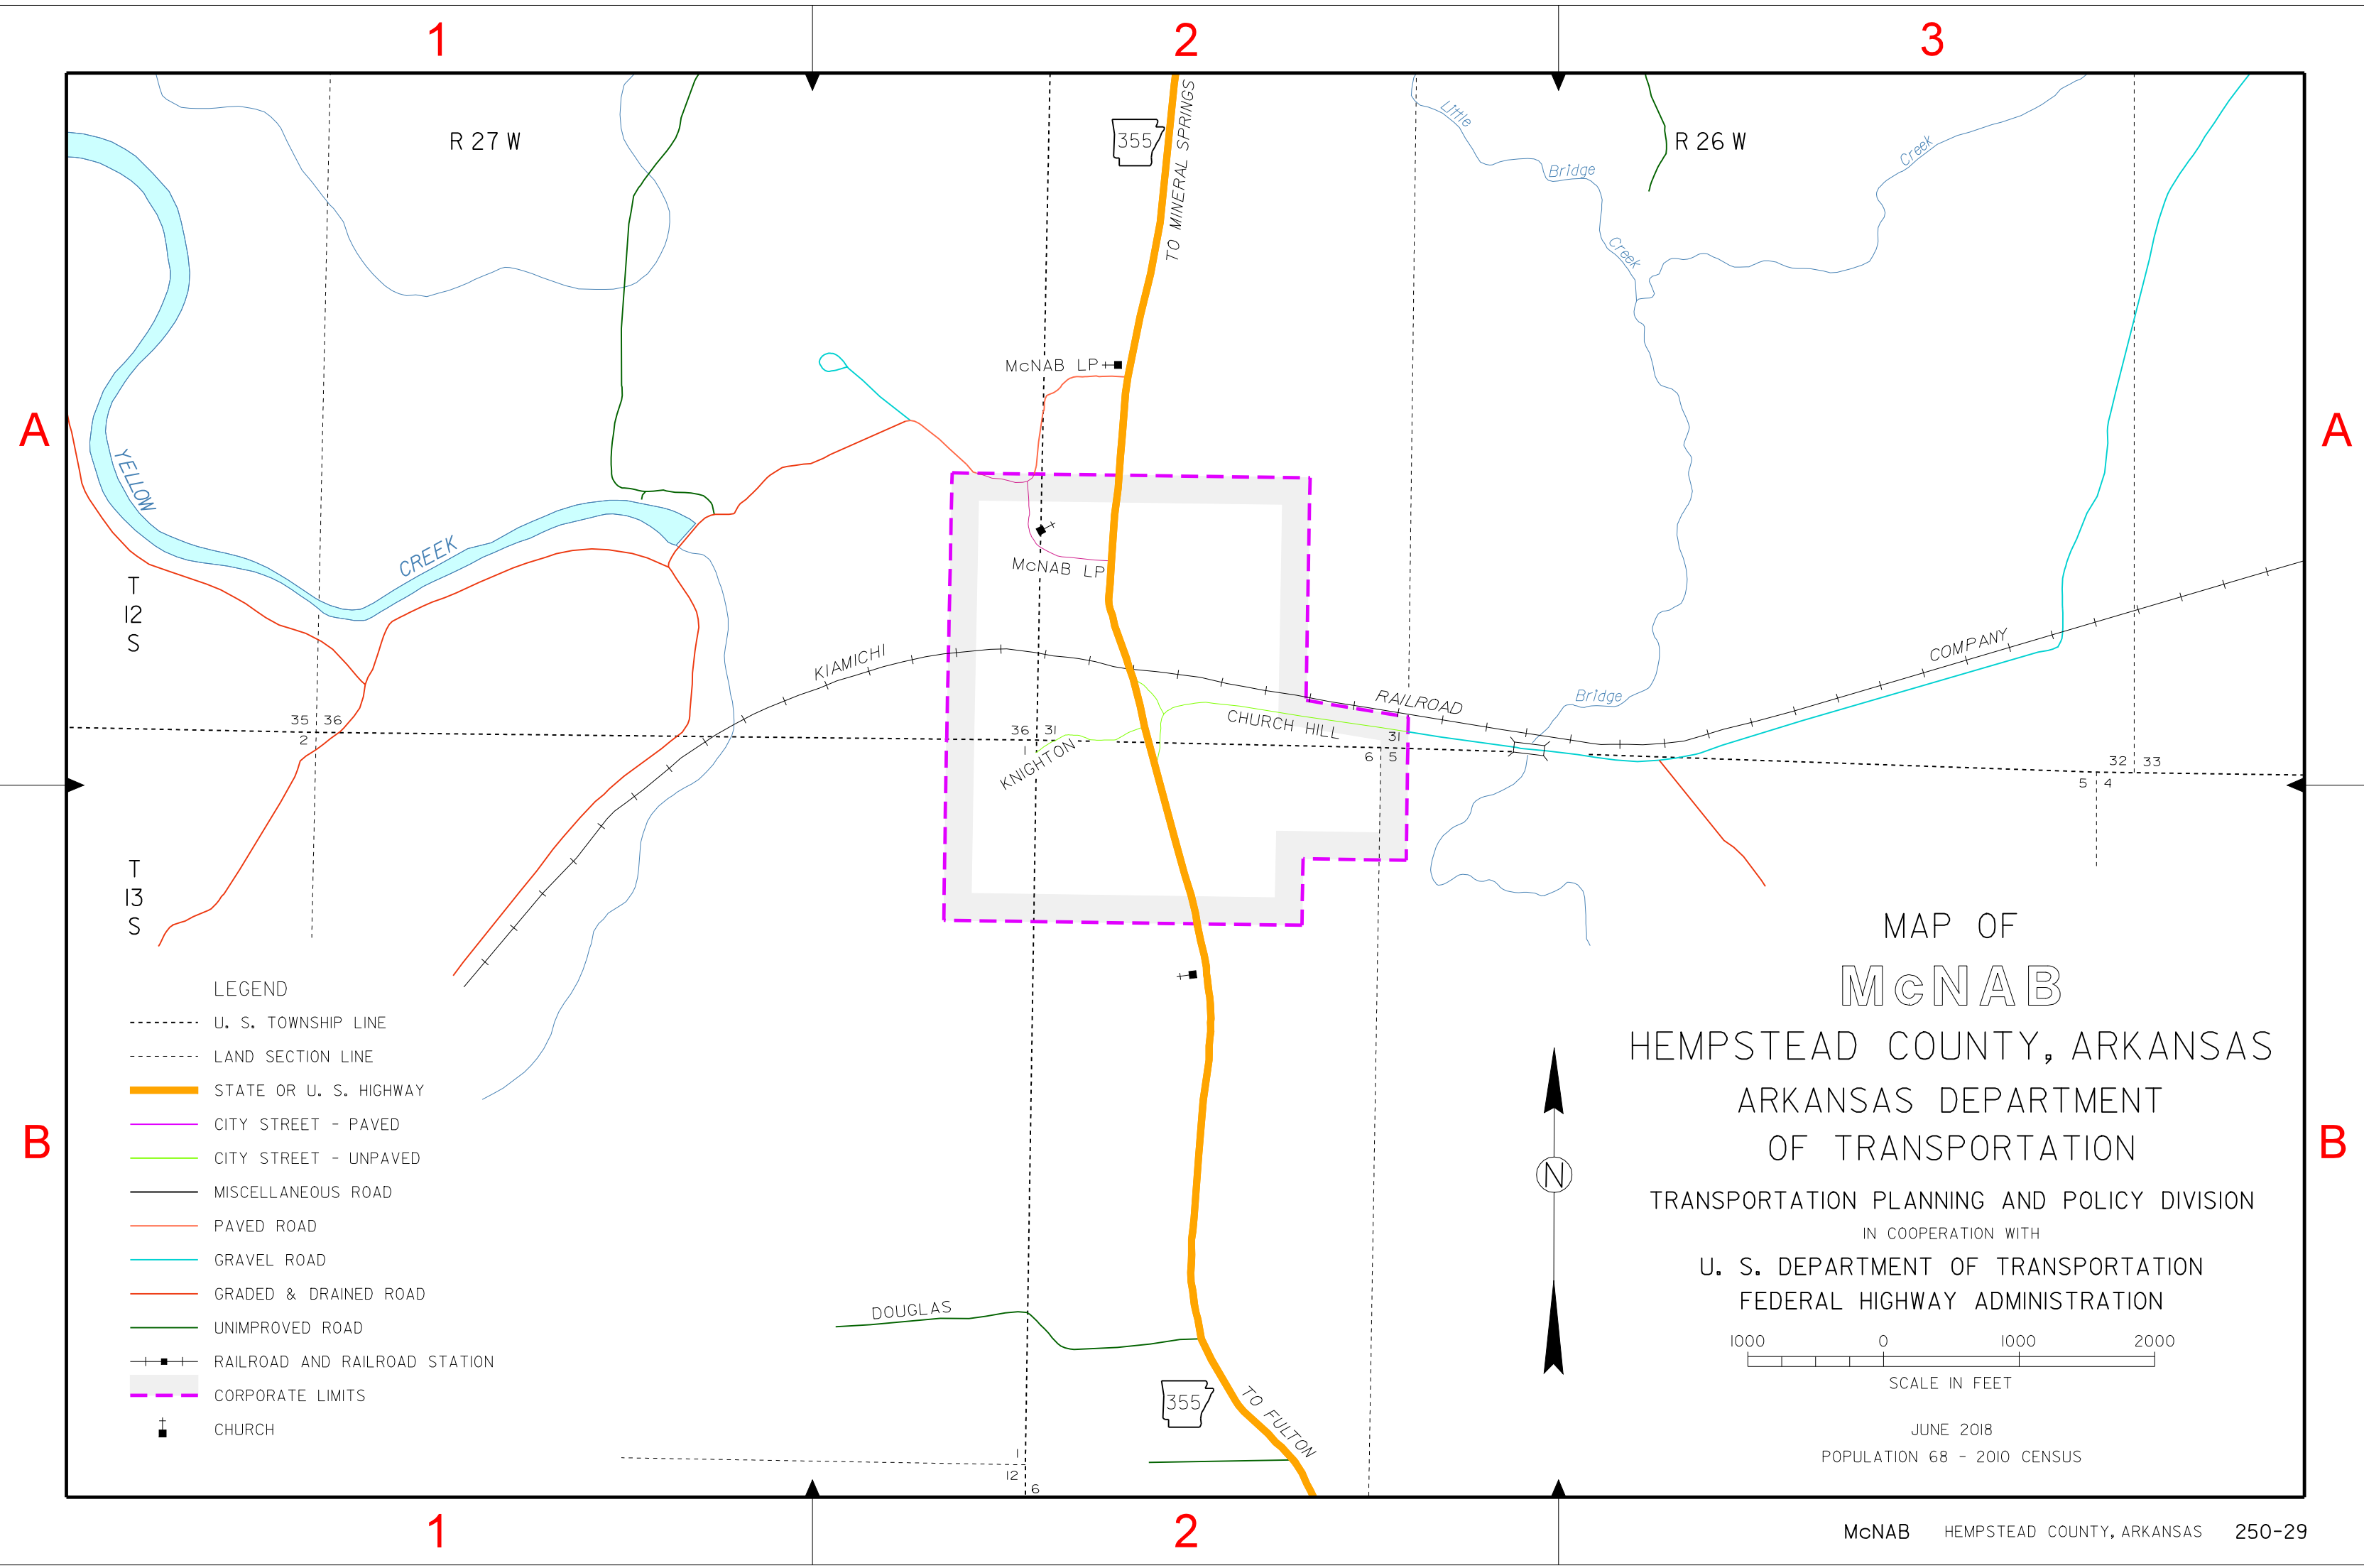 1
2
3
R 27 W
R 26 W
355
TO MINERAL SPRINGS
Little
Bridge
Creek
Creek
McNAB LP
A
A
YELLOW
CREEK
McNAB LP
T
12
S
KIAMICHI
RAILROAD
COMPANY
Bridge
CHURCH HILL
KNIGHTON
35 36
2
36 31
1
31
6 5
32 33
5 4
T
13
S
MAP OF
McNAB
HEMPSTEAD COUNTY, ARKANSAS
ARKANSAS DEPARTMENT
OF TRANSPORTATION
TRANSPORTATION PLANNING AND POLICY DIVISION
IN COOPERATION WITH
U. S. DEPARTMENT OF TRANSPORTATION
FEDERAL HIGHWAY ADMINISTRATION
1000 0 1000 2000
SCALE IN FEET
JUNE 2018
POPULATION 68 - 2010 CENSUS
N
B
B
LEGEND
U. S. TOWNSHIP LINE
LAND SECTION LINE
STATE OR U. S. HIGHWAY
CITY STREET - PAVED
CITY STREET - UNPAVED
MISCELLANEOUS ROAD
PAVED ROAD
GRAVEL ROAD
GRADED & DRAINED ROAD
UNIMPROVED ROAD
RAILROAD AND RAILROAD STATION
CORPORATE LIMITS
CHURCH
DOUGLAS
355
TO FULTON
1
12
6
1
2
McNAB HEMPSTEAD COUNTY, ARKANSAS 250-29